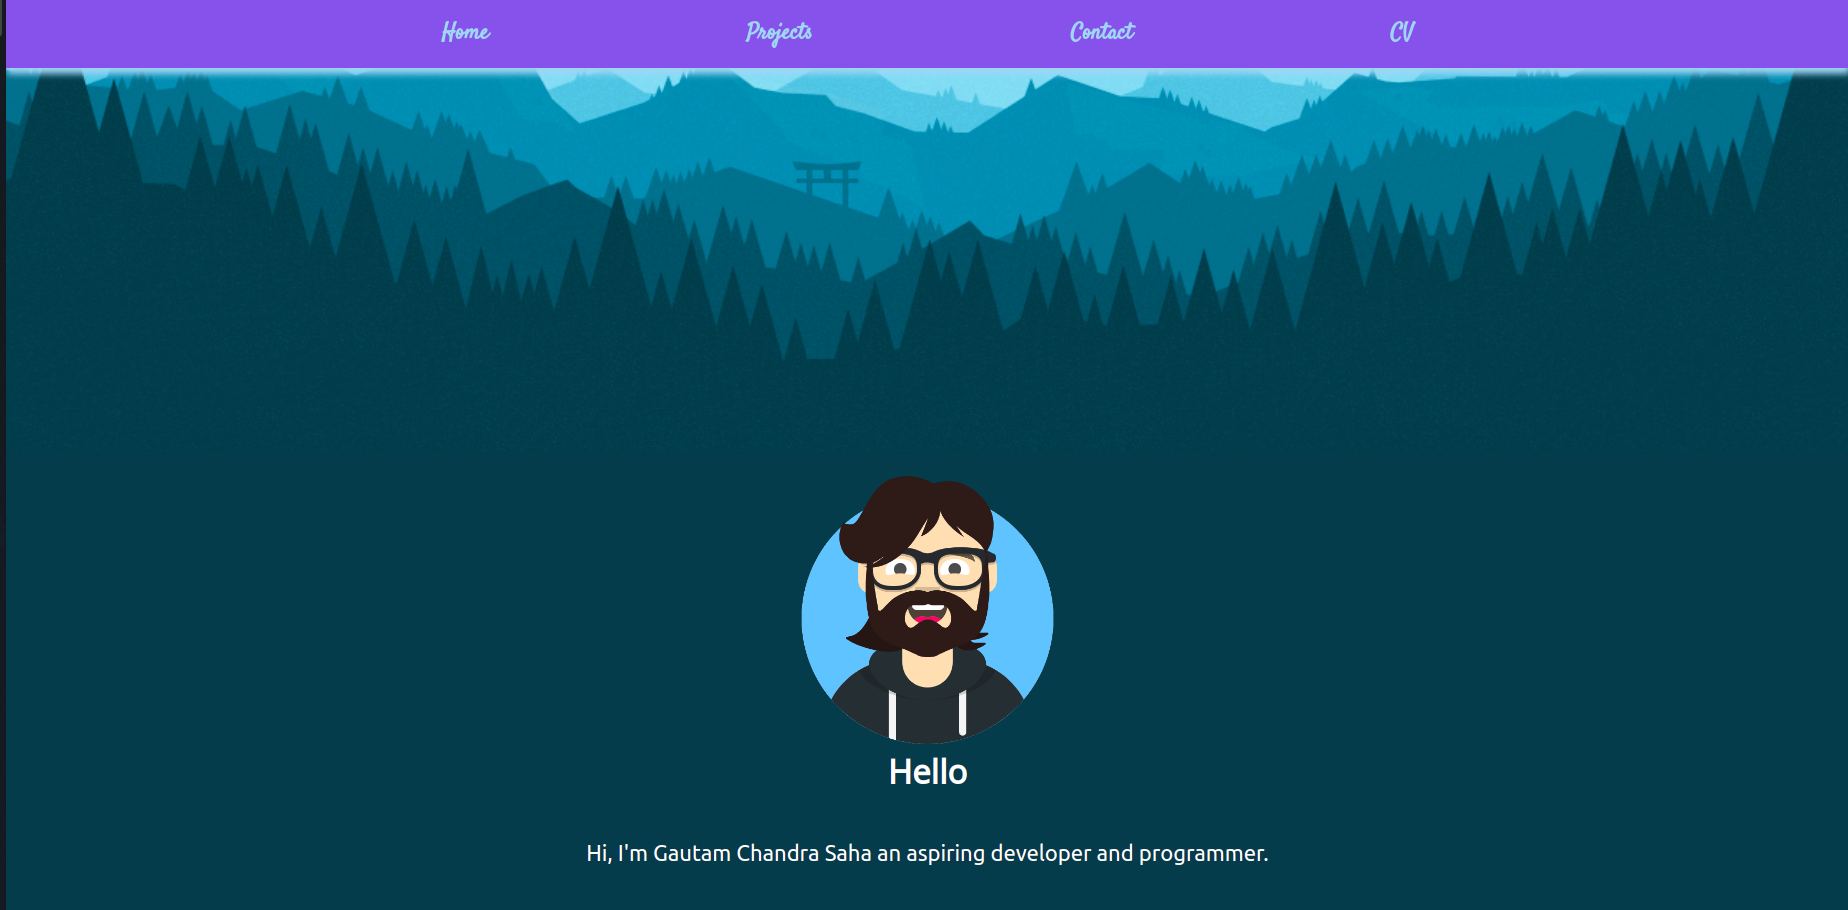 Home Projects Contact CV
Hello
Hi, I'm Gautam Chandra Saha an aspiring developer and programmer.